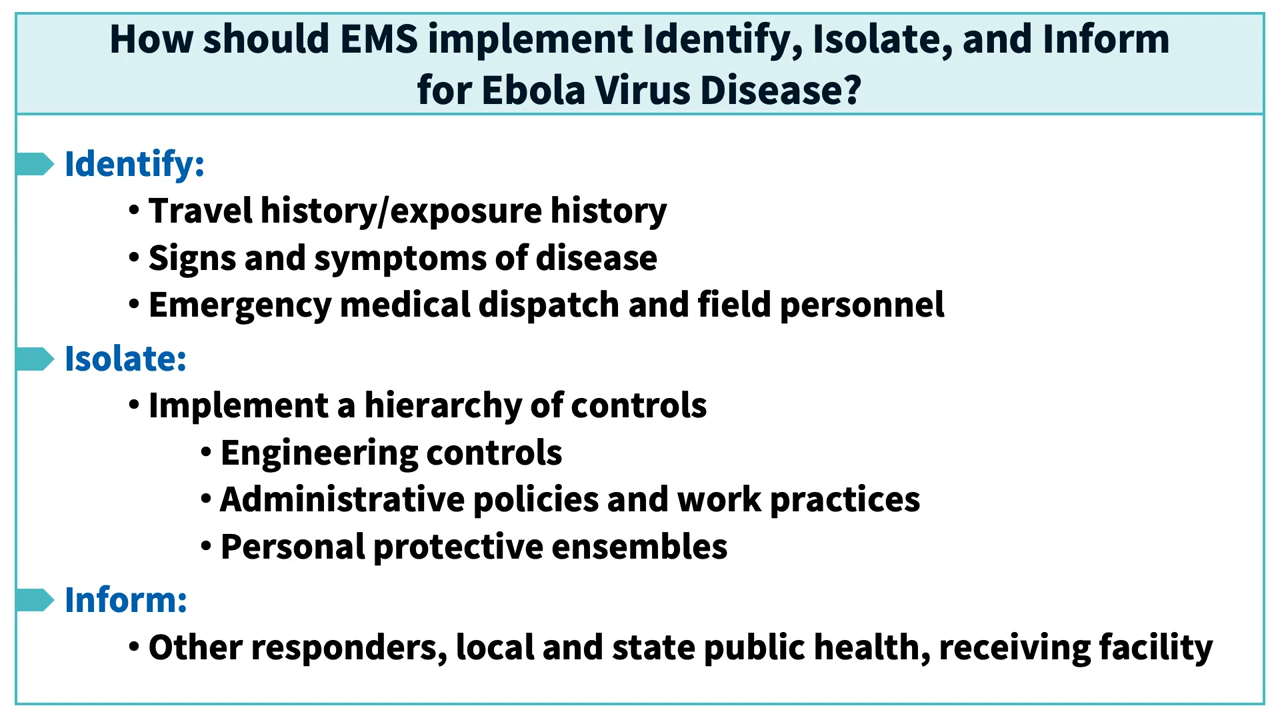 How should EMS implement Identify, Isolate, and Inform
for Ebola Virus Disease?
Identify:
• Travel history/exposure history
• Signs and symptoms of disease
• Emergency medical dispatch and field personnel
Isolate:
• Implement a hierarchy of controls
• Engineering controls
• Administrative policies and work practices
• Personal protective ensembles
Inform:
• Other responders, local and state public health, receiving facility